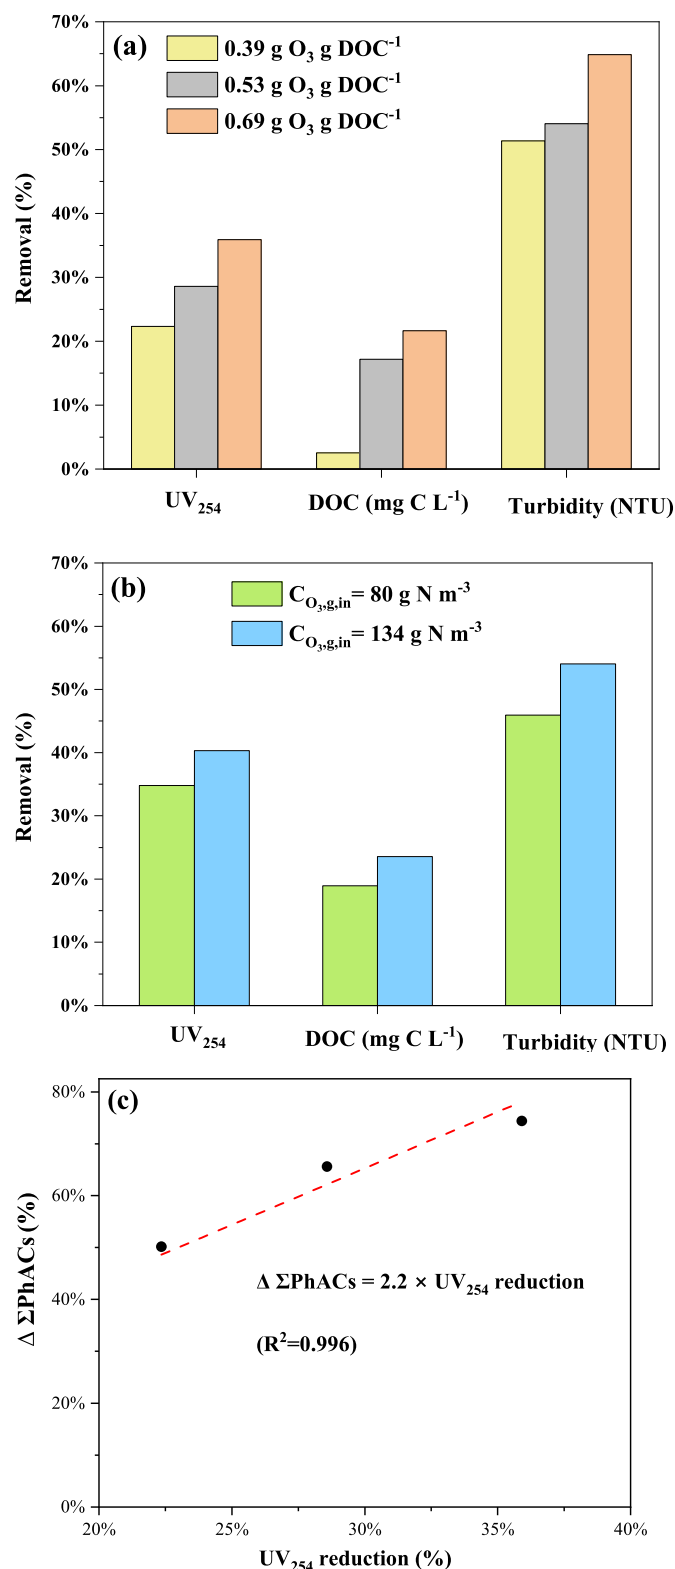 70%
(a)
0.39 g O₃ g DOC⁻¹
60%
0.53 g O₃ g DOC⁻¹
0.69 g O₃ g DOC⁻¹
50%
40%
Removal (%)
30%
20%
10%
0%
UV₂₅₄ DOC (mg C L⁻¹) Turbidity (NTU)
70%
(b)
C_O₃,g,in= 80 g N m⁻³
60%
C_O₃,g,in= 134 g N m⁻³
50%
40%
Removal (%)
30%
20%
10%
0%
UV₂₅₄ DOC (mg C L⁻¹) Turbidity (NTU)
80%
(c)
60%
Δ ΣPhACs (%)
Δ ΣPhACs = 2.2 × UV₂₅₄ reduction
40%
(R²=0.996)
20%
0%
20% 25% 30% 35% 40%
UV₂₅₄ reduction (%)